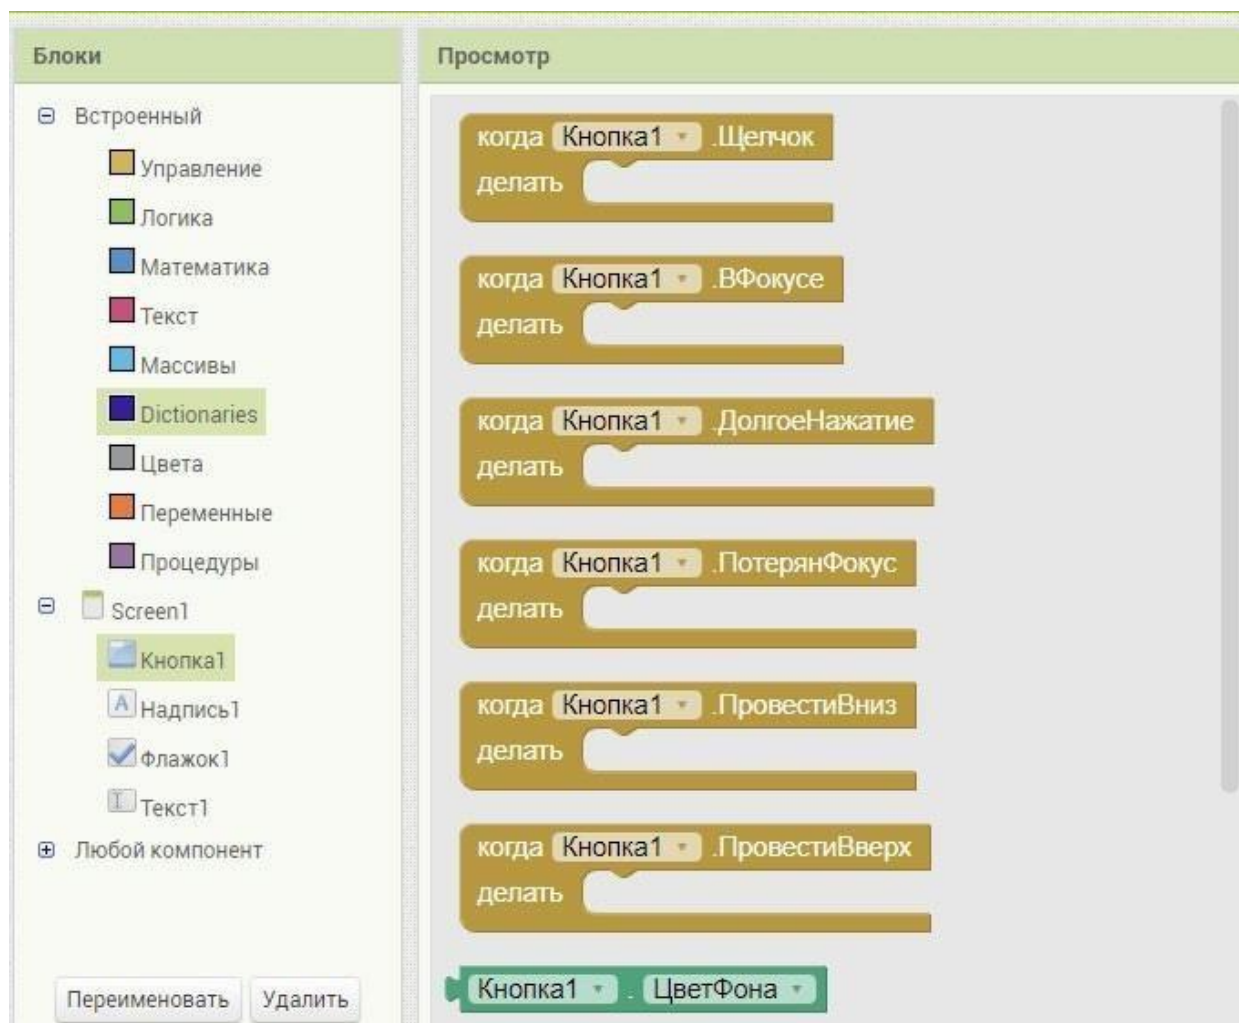 Блоки
Встроенный
Управление
Логика
Математика
Текст
Массивы
Dictionaries
Цвета
Переменные
Процедуры
Screen1
Кнопка1
Надпись1
Флажок1
Текст1
Любой компонент
Переименовать
Удалить
Просмотр
когда Кнопка1 .Щелчок
делать
когда Кнопка1 .ВФокусе
делать
когда Кнопка1 .ДолгоеНажатие
делать
когда Кнопка1 .ПотерянФокус
делать
когда Кнопка1 .ПровестиВниз
делать
когда Кнопка1 .ПровестиВверх
делать
Кнопка1 . ЦветФона